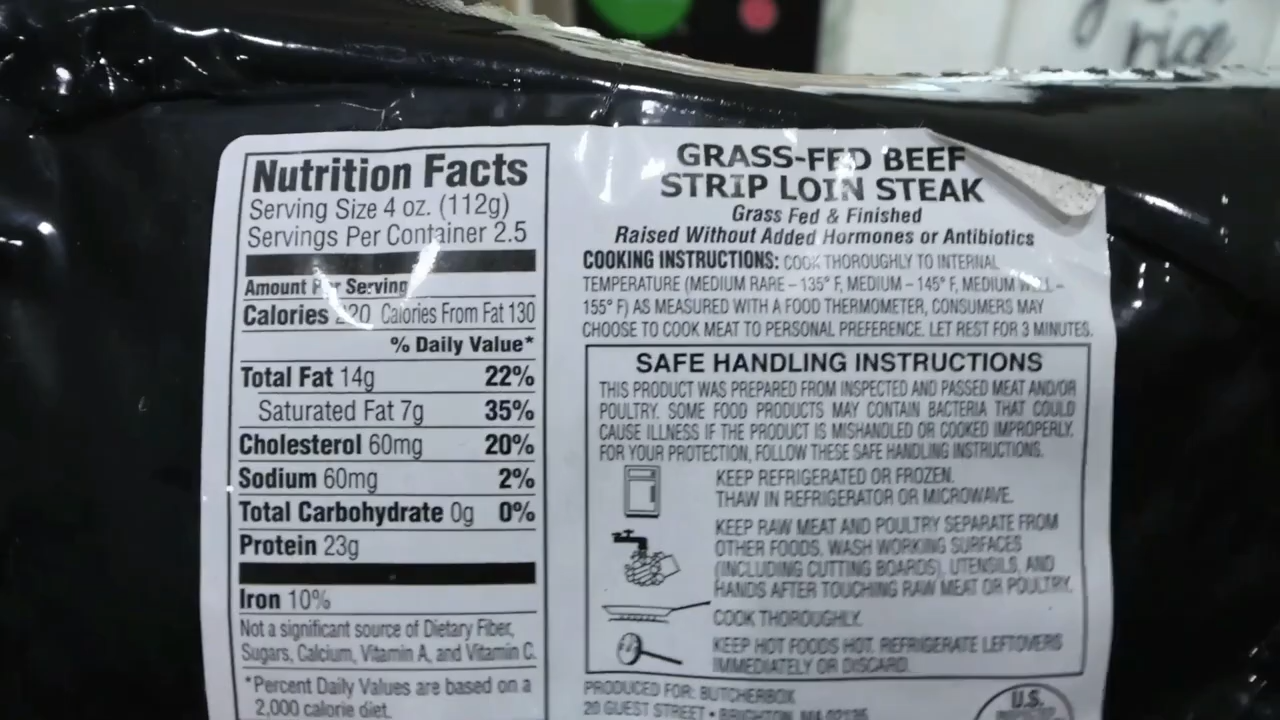 rice
Nutrition Facts
Serving Size 4 oz. (112g)
Servings Per Container 2.5
Amount Per Serving
Calories 220 Calories From Fat 130
% Daily Value*
Total Fat 14g 22%
Saturated Fat 7g 35%
Cholesterol 60mg 20%
Sodium 60mg 2%
Total Carbohydrate 0g 0%
Protein 23g
Iron 10%
Not a significant source of Dietary Fiber,
Sugars, Calcium, Vitamin A, and Vitamin C.
*Percent Daily Values are based on a
2,000 calorie diet.
GRASS-FED BEEF
STRIP LOIN STEAK
Grass Fed & Finished
Raised Without Added Hormones or Antibiotics
COOKING INSTRUCTIONS: COOK THOROUGHLY TO INTERNAL
TEMPERATURE (MEDIUM RARE – 135° F, MEDIUM – 145° F, MEDIUM WELL –
155° F) AS MEASURED WITH A FOOD THERMOMETER, CONSUMERS MAY
CHOOSE TO COOK MEAT TO PERSONAL PREFERENCE. LET REST FOR 3 MINUTES.
SAFE HANDLING INSTRUCTIONS
THIS PRODUCT WAS PREPARED FROM INSPECTED AND PASSED MEAT AND/OR
POULTRY. SOME FOOD PRODUCTS MAY CONTAIN BACTERIA THAT COULD
CAUSE ILLNESS IF THE PRODUCT IS MISHANDLED OR COOKED IMPROPERLY.
FOR YOUR PROTECTION, FOLLOW THESE SAFE HANDLING INSTRUCTIONS.
KEEP REFRIGERATED OR FROZEN.
THAW IN REFRIGERATOR OR MICROWAVE.
KEEP RAW MEAT AND POULTRY SEPARATE FROM
OTHER FOODS. WASH WORKING SURFACES
(INCLUDING CUTTING BOARDS), UTENSILS, AND
HANDS AFTER TOUCHING RAW MEAT OR POULTRY.
COOK THOROUGHLY.
KEEP HOT FOODS HOT. REFRIGERATE LEFTOVERS
IMMEDIATELY OR DISCARD.
PRODUCED FOR: BUTCHERBOX
20 GUEST STREET • BRIGHTON, MA 02135
U.S.